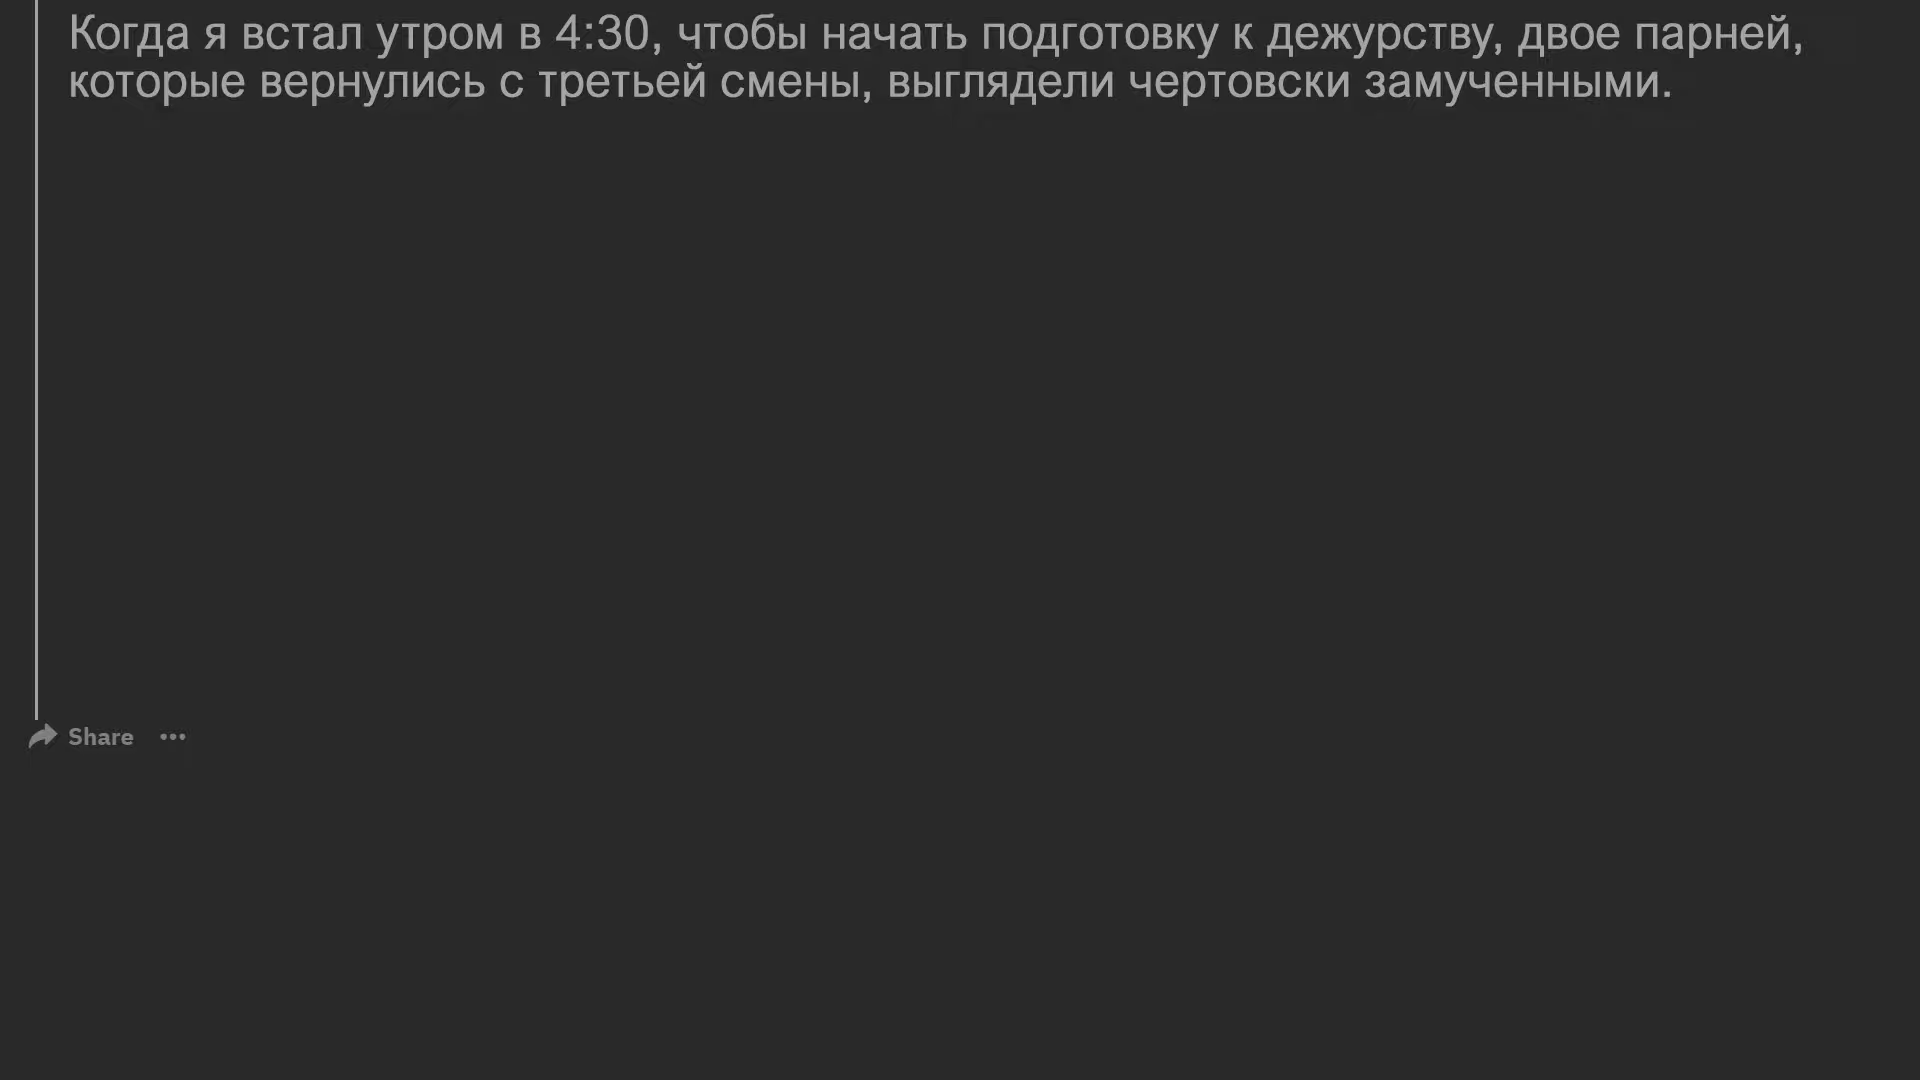 Когда я встал утром в 4:30, чтобы начать подготовку к дежурству, двое парней,
которые вернулись с третьей смены, выглядели чертовски замученными.
Share